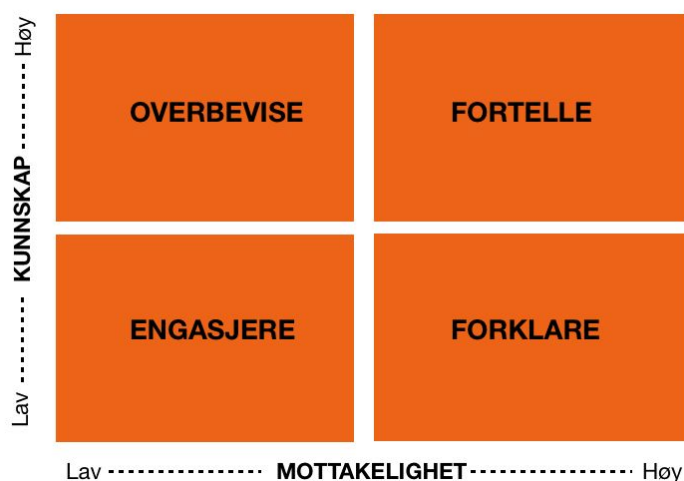 Høy
KUNNSKAP
Lav
OVERBEVISE
FORTELLE
ENGASJERE
FORKLARE
Lav
MOTTAKELIGHET
Høy